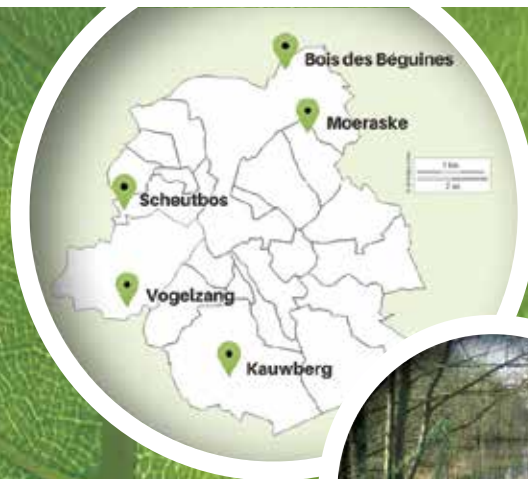 Bois des Béguines
Moeraske
Scheutbos
Vogelzang
Kauwberg